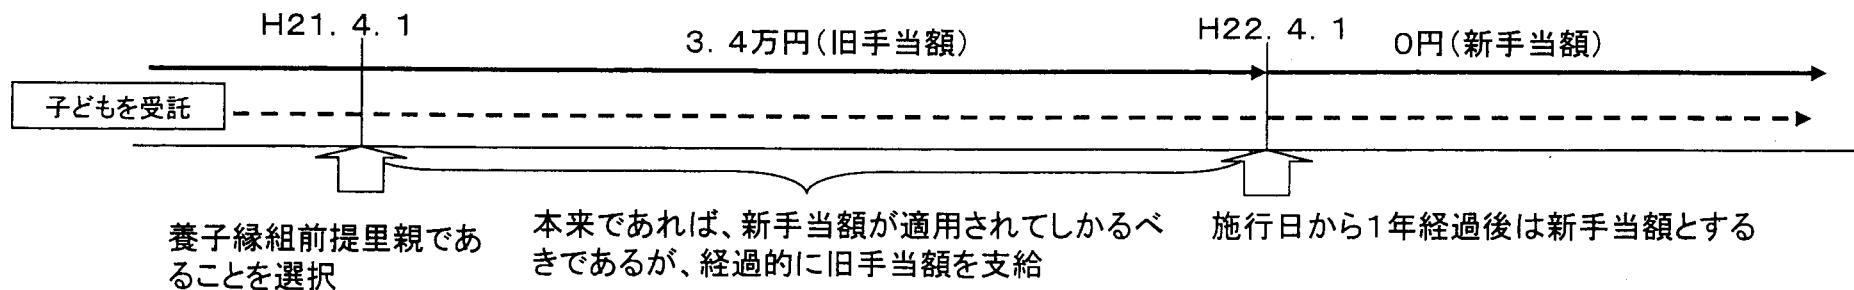 H21.4.1
3.4万円(旧手当額)
H22.4.1
0円(新手当額)
子どもを受託
養子縁組前提里親であ
ることを選択
本来であれば、新手当額が適用されてしかるべ
きであるが、経過的に旧手当額を支給
施行日から1年経過後は新手当額とする